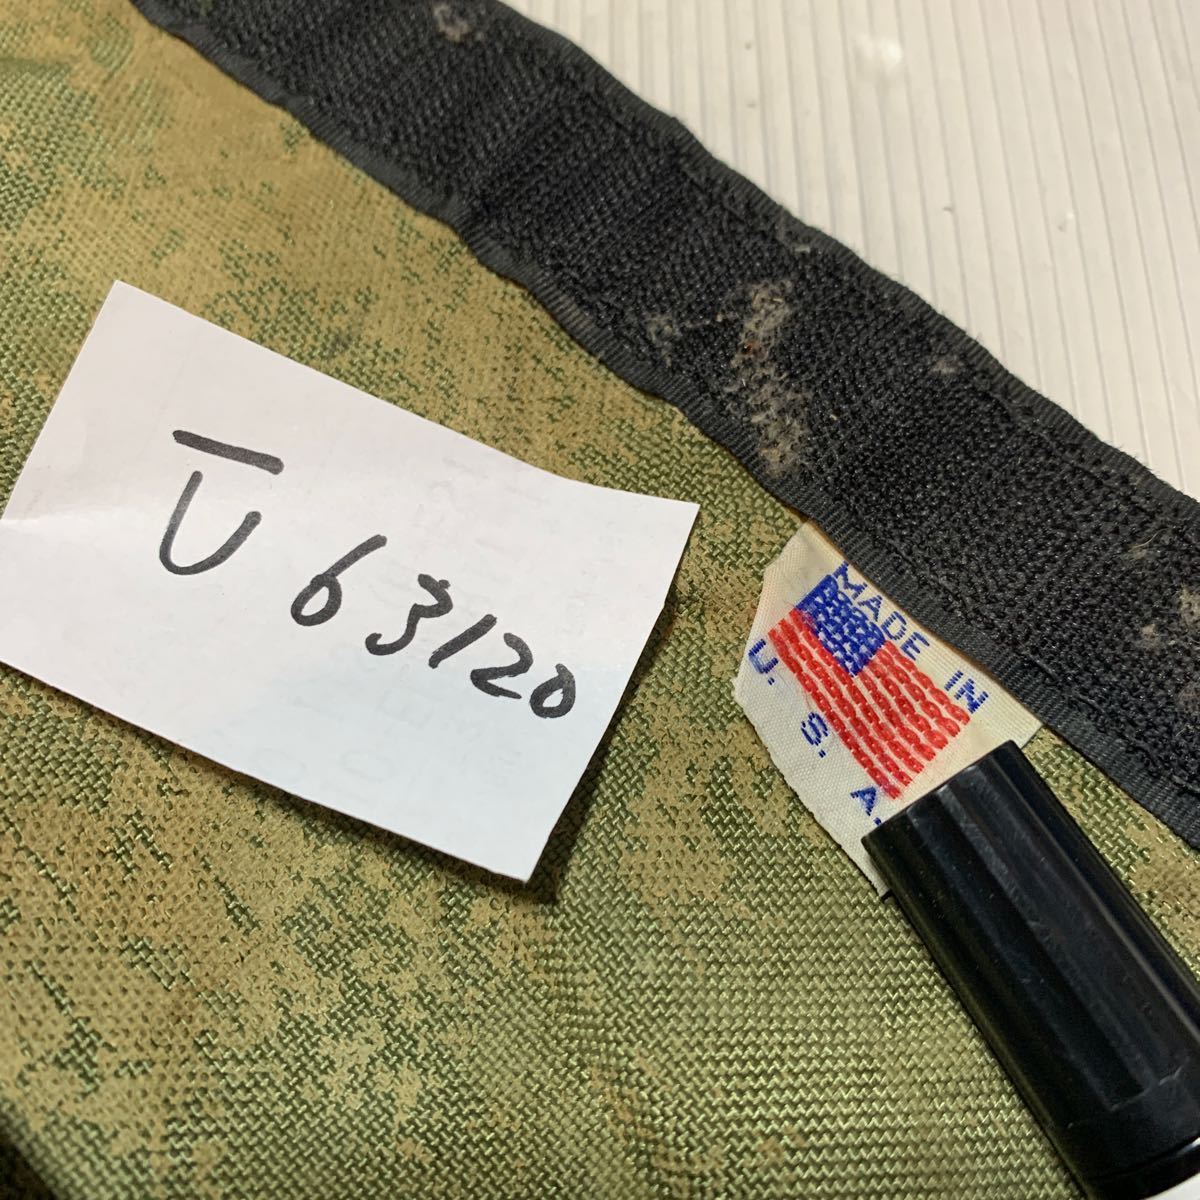 U 63120
MADE IN
U. S. A.